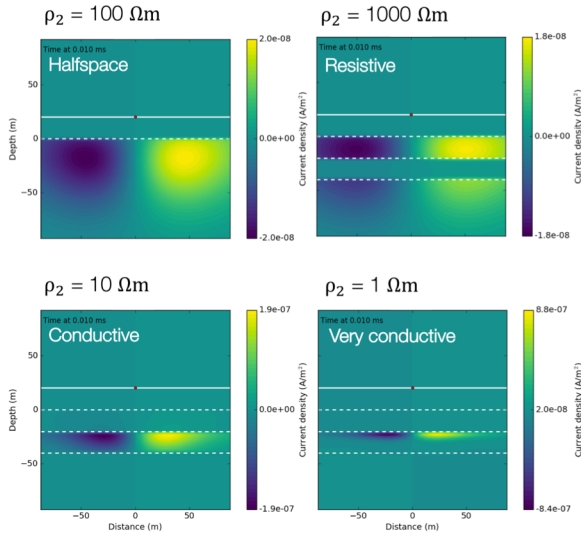 ρ₂ = 100 Ωm
Time at 0.010 ms
Halfspace
50
0
−50
Depth (m)
2.0e-08
0.0e+00
-2.0e-08
Current density (A/m²)
ρ₂ = 1000 Ωm
Time at 0.010 ms
Resistive
1.8e-08
0.0e+00
-1.8e-08
Current density (A/m²)
ρ₂ = 10 Ωm
Time at 0.010 ms
Conductive
50
0
−50
Depth (m)
−50
0
50
Distance (m)
1.9e-07
0.0e+00
-1.9e-07
Current density (A/m²)
ρ₂ = 1 Ωm
Time at 0.010 ms
Very conductive
−50
0
50
Distance (m)
8.8e-07
2.0e-08
-8.4e-07
Current density (A/m²)